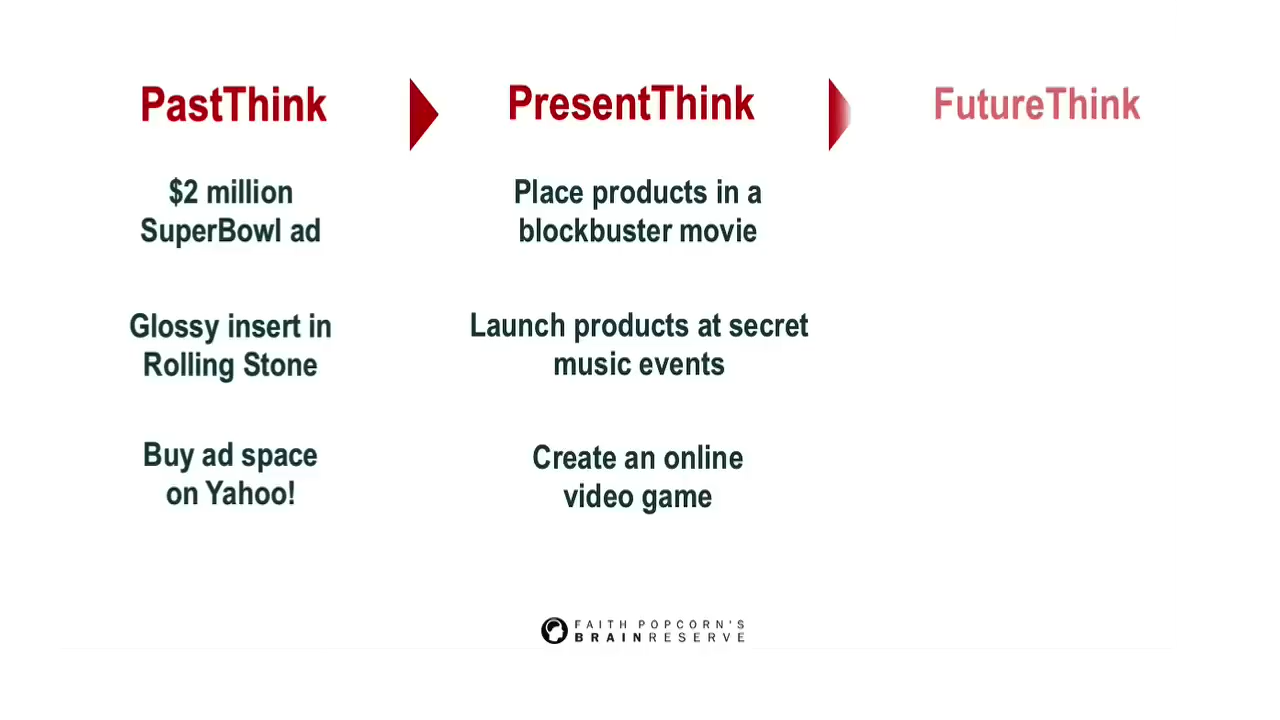 PastThink
PresentThink
FutureThink
$2 million
SuperBowl ad
Place products in a
blockbuster movie
Glossy insert in
Rolling Stone
Launch products at secret
music events
Buy ad space
on Yahoo!
Create an online
video game
FAITH POPCORN'S
BRAINRESERVE